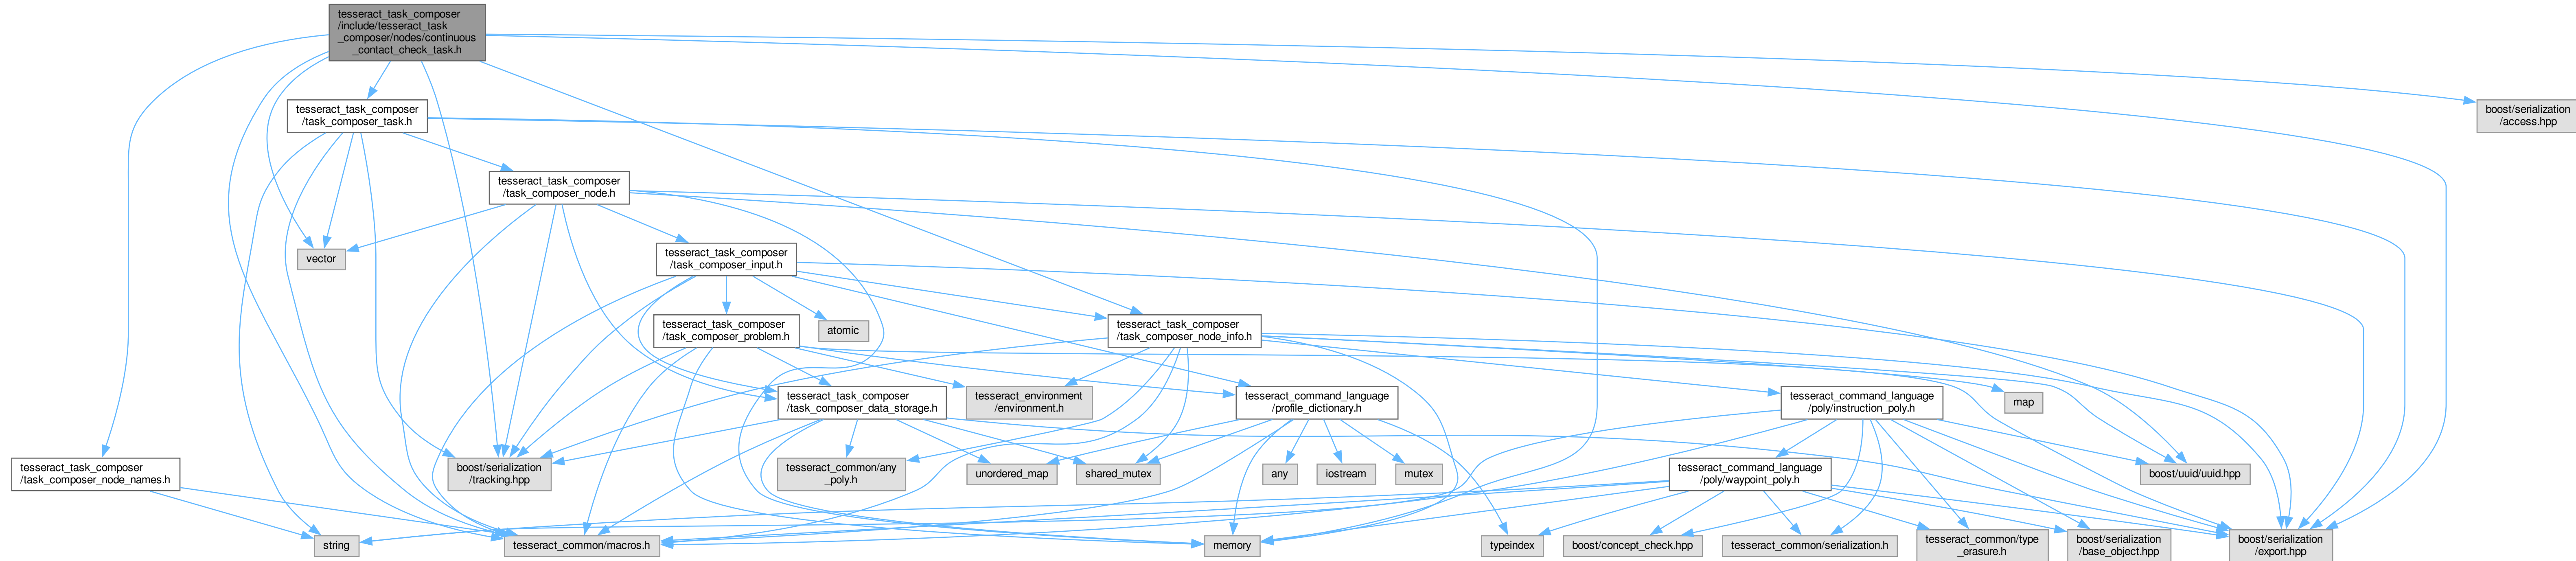 tesseract_task_composer
/include/tesseract_task
_composer/nodes/continuous
_contact_check_task.h
boost/serialization
/access.hpp
tesseract_task_composer
/task_composer_task.h
tesseract_task_composer
/task_composer_node.h
vector
tesseract_task_composer
/task_composer_input.h
tesseract_task_composer
/task_composer_problem.h
atomic
tesseract_task_composer
/task_composer_node_info.h
tesseract_task_composer
/task_composer_data_storage.h
tesseract_environment
/environment.h
tesseract_command_language
/profile_dictionary.h
tesseract_command_language
/poly/instruction_poly.h
map
tesseract_task_composer
/task_composer_node_names.h
boost/serialization
/tracking.hpp
tesseract_common/any
_poly.h
unordered_map
shared_mutex
any
iostream
mutex
tesseract_command_language
/poly/waypoint_poly.h
boost/uuid/uuid.hpp
string
tesseract_common/macros.h
memory
typeindex
boost/concept_check.hpp
tesseract_common/serialization.h
tesseract_common/type
_erasure.h
boost/serialization
/base_object.hpp
boost/serialization
/export.hpp